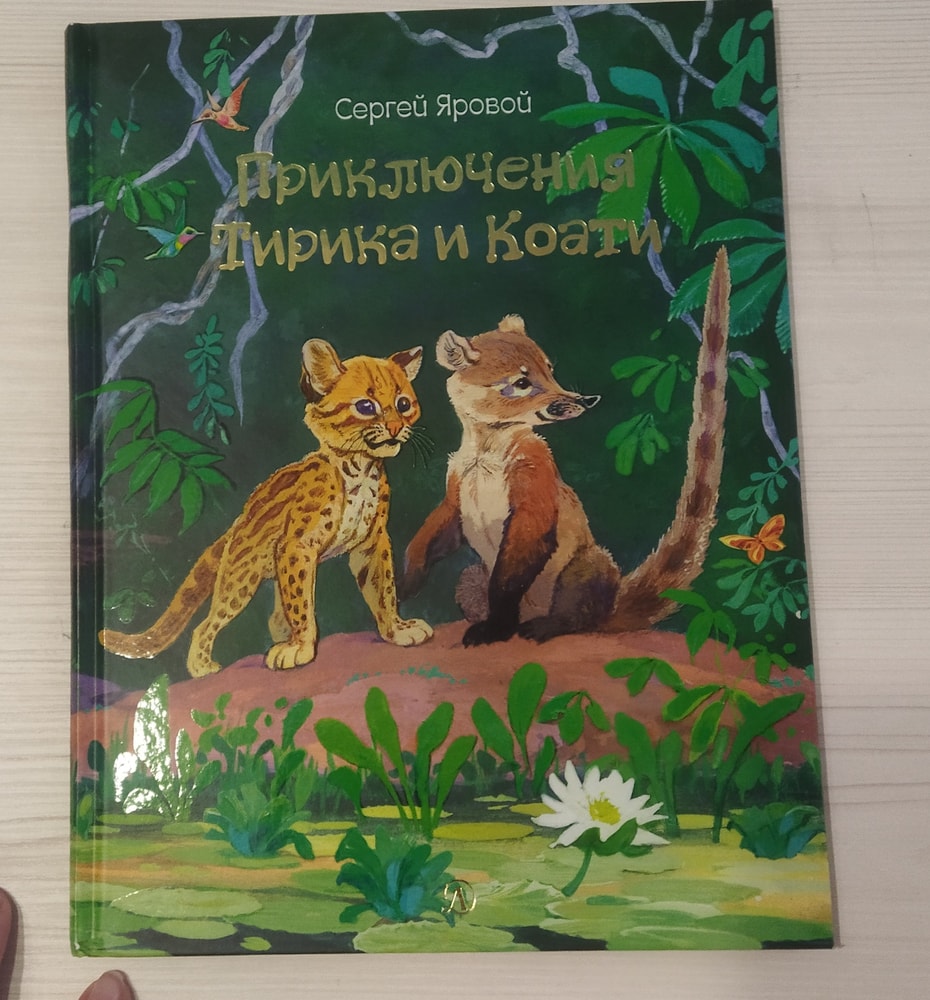 Сергей Яровой
Приключения
Тирика и Коати